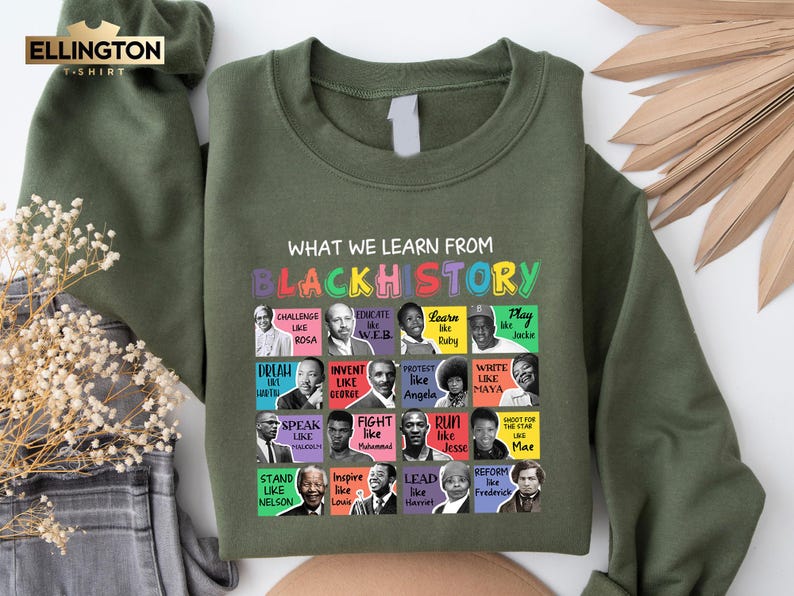 ELLINGTON
T•SHIRT
WHAT WE LEARN FROM
BLACKHISTORY
CHALLENGE
LIKE
ROSA
EDUCATE
like
W.E.B.
Learn
like
Ruby
B
Play
like
Jackie
DREAM
LIKE
MARTIN
INVENT
LIKE
GEORGE
PROTEST
like
Angela
WRITE
LIKE
MAYA
SPEAK
LIKE
MALCOLM
FIGHT
like
Muhammad
RUN
like
Jesse
SHOOT FOR
THE STAR
LIKE
Mae
STAND
LIKE
NELSON
Inspire
like
Louis
LEAD
like
Harriet
REFORM
like
Frederick